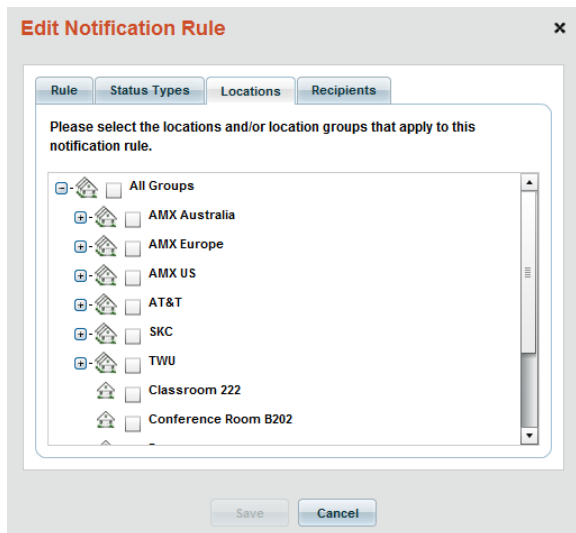 Edit Notification Rule
Rule Status Types Locations Recipients
Please select the locations and/or location groups that apply to this
notification rule.
All Groups
AMX Australia
AMX Europe
AMX US
AT&T
SKC
TWU
Classroom 222
Conference Room B202
Save Cancel